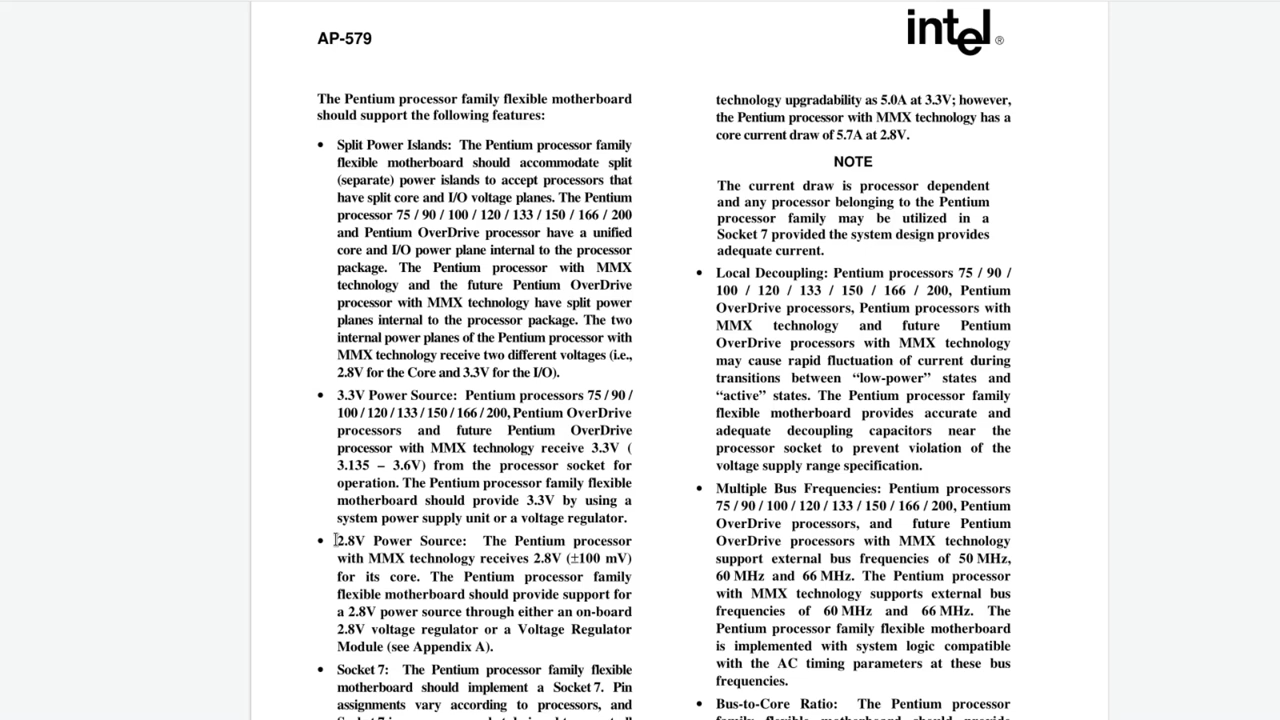 AP-579
intel®
The Pentium processor family flexible motherboard
should support the following features:
• Split Power Islands: The Pentium processor family
flexible motherboard should accommodate split
(separate) power islands to accept processors that
have split core and I/O voltage planes. The Pentium
processor 75 / 90 / 100 / 120 / 133 / 150 / 166 / 200
and Pentium OverDrive processor have a unified
core and I/O power plane internal to the processor
package. The Pentium processor with MMX
technology and the future Pentium OverDrive
processor with MMX technology have split power
planes internal to the processor package. The two
internal power planes of the Pentium processor with
MMX technology receive two different voltages (i.e.,
2.8V for the Core and 3.3V for the I/O).
• 3.3V Power Source: Pentium processors 75 / 90 /
100 / 120 / 133 / 150 / 166 / 200, Pentium OverDrive
processors and future Pentium OverDrive
processor with MMX technology receive 3.3V (
3.135 – 3.6V) from the processor socket for
operation. The Pentium processor family flexible
motherboard should provide 3.3V by using a
system power supply unit or a voltage regulator.
• 2.8V Power Source: The Pentium processor
with MMX technology receives 2.8V (±100 mV)
for its core. The Pentium processor family
flexible motherboard should provide support for
a 2.8V power source through either an on-board
2.8V voltage regulator or a Voltage Regulator
Module (see Appendix A).
• Socket 7: The Pentium processor family flexible
motherboard should implement a Socket 7. Pin
assignments vary according to processors, and
technology upgradability as 5.0A at 3.3V; however,
the Pentium processor with MMX technology has a
core current draw of 5.7A at 2.8V.
NOTE
The current draw is processor dependent
and any processor belonging to the Pentium
processor family may be utilized in a
Socket 7 provided the system design provides
adequate current.
• Local Decoupling: Pentium processors 75 / 90 /
100 / 120 / 133 / 150 / 166 / 200, Pentium
OverDrive processors, Pentium processors with
MMX technology and future Pentium
OverDrive processors with MMX technology
may cause rapid fluctuation of current during
transitions between “low-power” states and
“active” states. The Pentium processor family
flexible motherboard provides accurate and
adequate decoupling capacitors near the
processor socket to prevent violation of the
voltage supply range specification.
• Multiple Bus Frequencies: Pentium processors
75 / 90 / 100 / 120 / 133 / 150 / 166 / 200, Pentium
OverDrive processors, and future Pentium
OverDrive processors with MMX technology
support external bus frequencies of 50 MHz,
60 MHz and 66 MHz. The Pentium processor
with MMX technology supports external bus
frequencies of 60 MHz and 66 MHz. The
Pentium processor family flexible motherboard
is implemented with system logic compatible
with the AC timing parameters at these bus
frequencies.
• Bus-to-Core Ratio: The Pentium processor